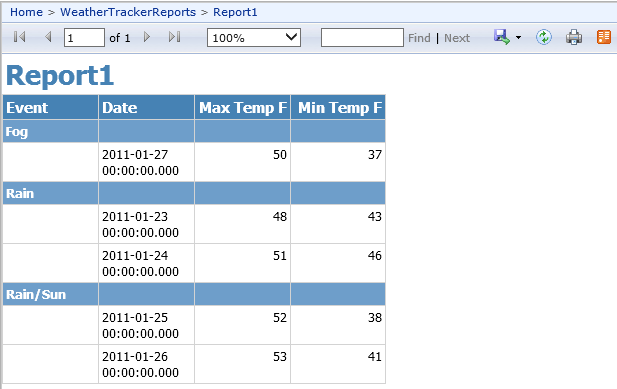 Home > WeatherTrackerReports > Report1
1 of 1 100% Find | Next
Report1
Event Date Max Temp F Min Temp F
Fog
2011-01-27 50 37
00:00:00.000
Rain
2011-01-23 48 43
00:00:00.000
2011-01-24 51 46
00:00:00.000
Rain/Sun
2011-01-25 52 38
00:00:00.000
2011-01-26 53 41
00:00:00.000